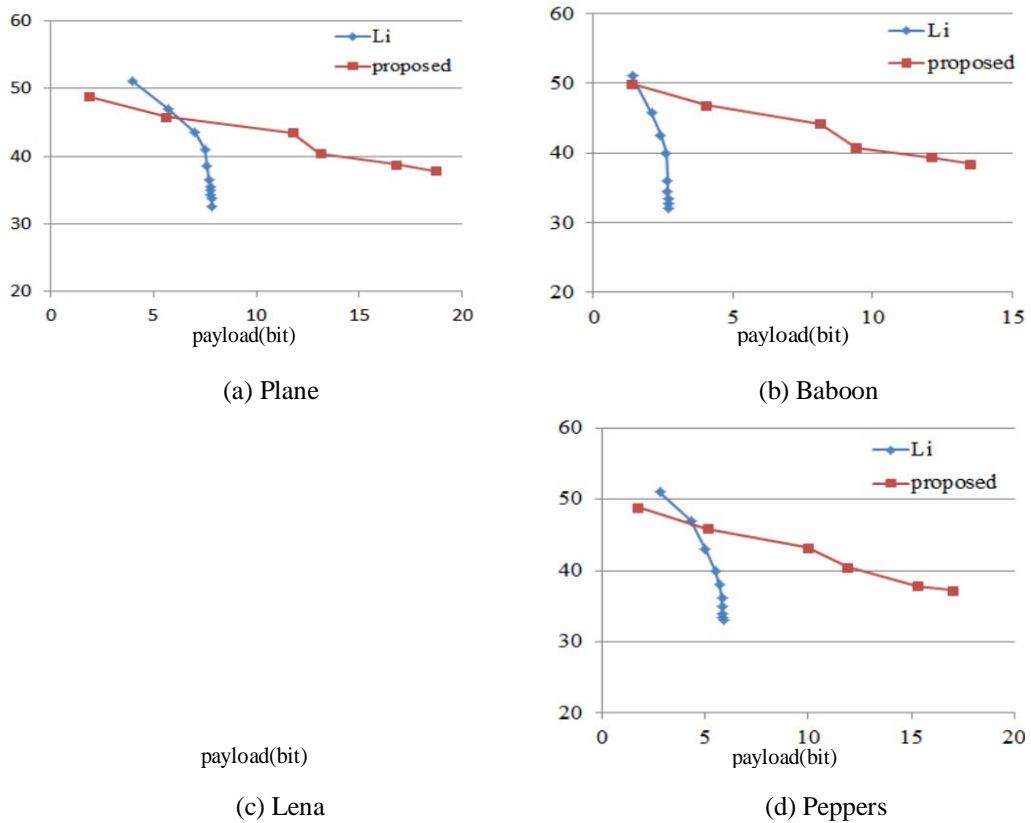 60
50
40
30
20
Li
proposed
0 5 10 15 20
payload(bit)
(a) Plane
60
50
40
30
20
Li
proposed
0 5 10 15
payload(bit)
(b) Baboon
payload(bit)
(c) Lena
60
50
40
30
20
Li
proposed
0 5 10 15 20
payload(bit)
(d) Peppers